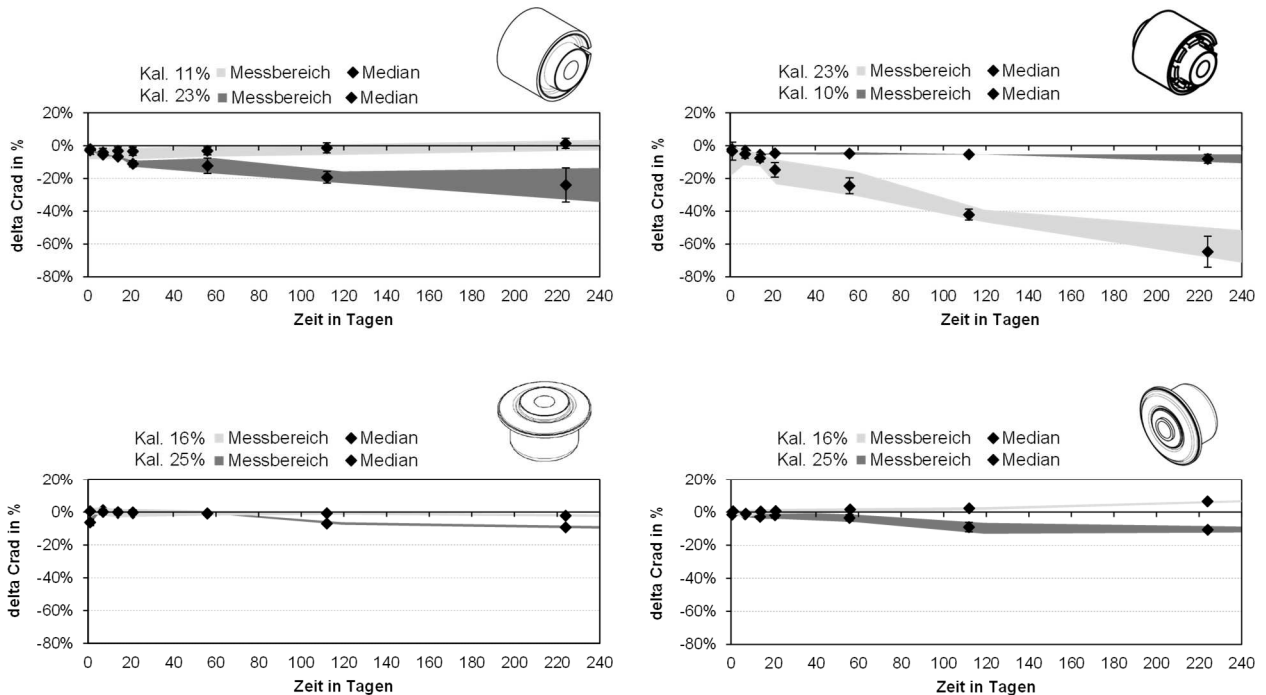 Kal. 11% Messbereich Median
Kal. 23% Messbereich Median
20%
0%
-20%
-40%
-60%
-80%
delta Crad in %
0 20 40 60 80 100 120 140 160 180 200 220 240
Zeit in Tagen
Kal. 23% Messbereich Median
Kal. 10% Messbereich Median
20%
0%
-20%
-40%
-60%
-80%
delta Crad in %
0 20 40 60 80 100 120 140 160 180 200 220 240
Zeit in Tagen
Kal. 16% Messbereich Median
Kal. 25% Messbereich Median
20%
0%
-20%
-40%
-60%
-80%
delta Crad in %
0 20 40 60 80 100 120 140 160 180 200 220 240
Zeit in Tagen
Kal. 16% Messbereich Median
Kal. 25% Messbereich Median
20%
0%
-20%
-40%
-60%
-80%
delta Crad in %
0 20 40 60 80 100 120 140 160 180 200 220 240
Zeit in Tagen